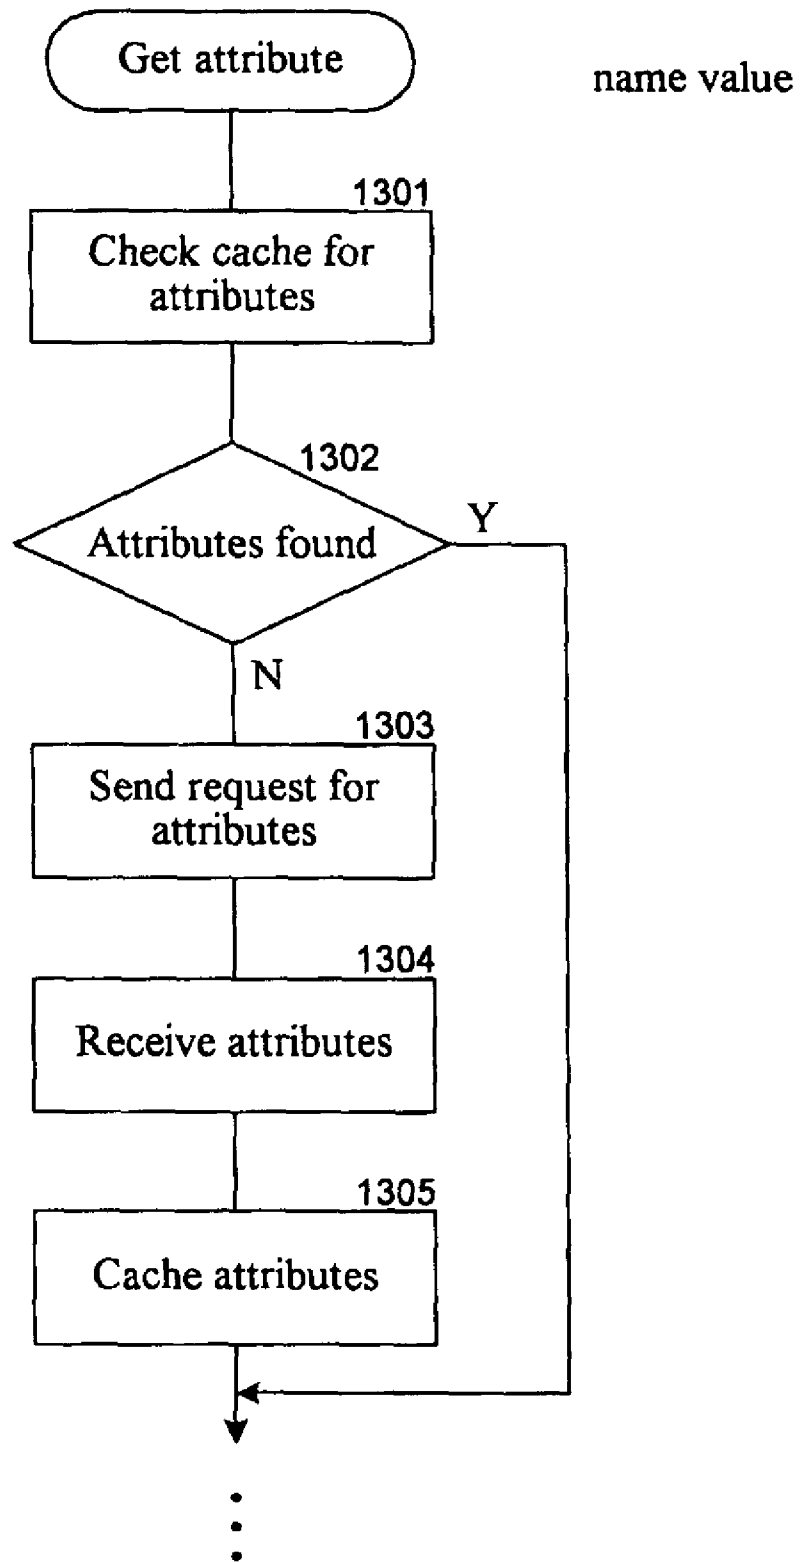 Get attribute
name value
1301
Check cache for
attributes
1302
Attributes found
Y
N
1303
Send request for
attributes
1304
Receive attributes
1305
Cache attributes